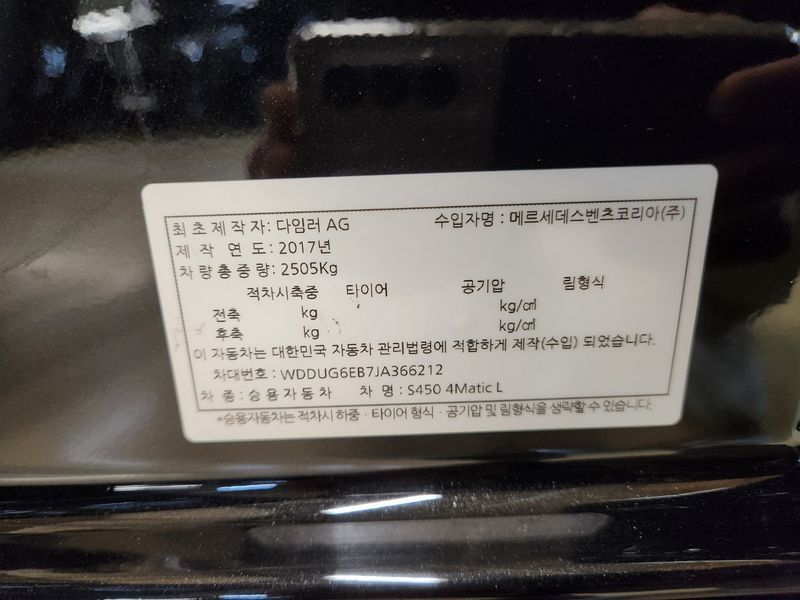 최초제작자: 다임러 AG 수입자명 : 메르세데스벤츠코리아(주)
제 작 연 도 : 2017년
차 량 총 중 량 : 2505Kg
적차시축중 타이어 공기압 림형식
전축 kg kg/㎠
후축 kg kg/㎠
이 자동차는 대한민국 자동차 관리법령에 적합하게 제작(수입) 되었습니다.
차대번호 : WDDUG6EB7JA366212
차 종 : 승용자동차 차 명 : S450 4Matic L
*승용자동차는 적차시 하중 · 타이어 형식 · 공기압 및 림형식을 생략할 수 있습니다.